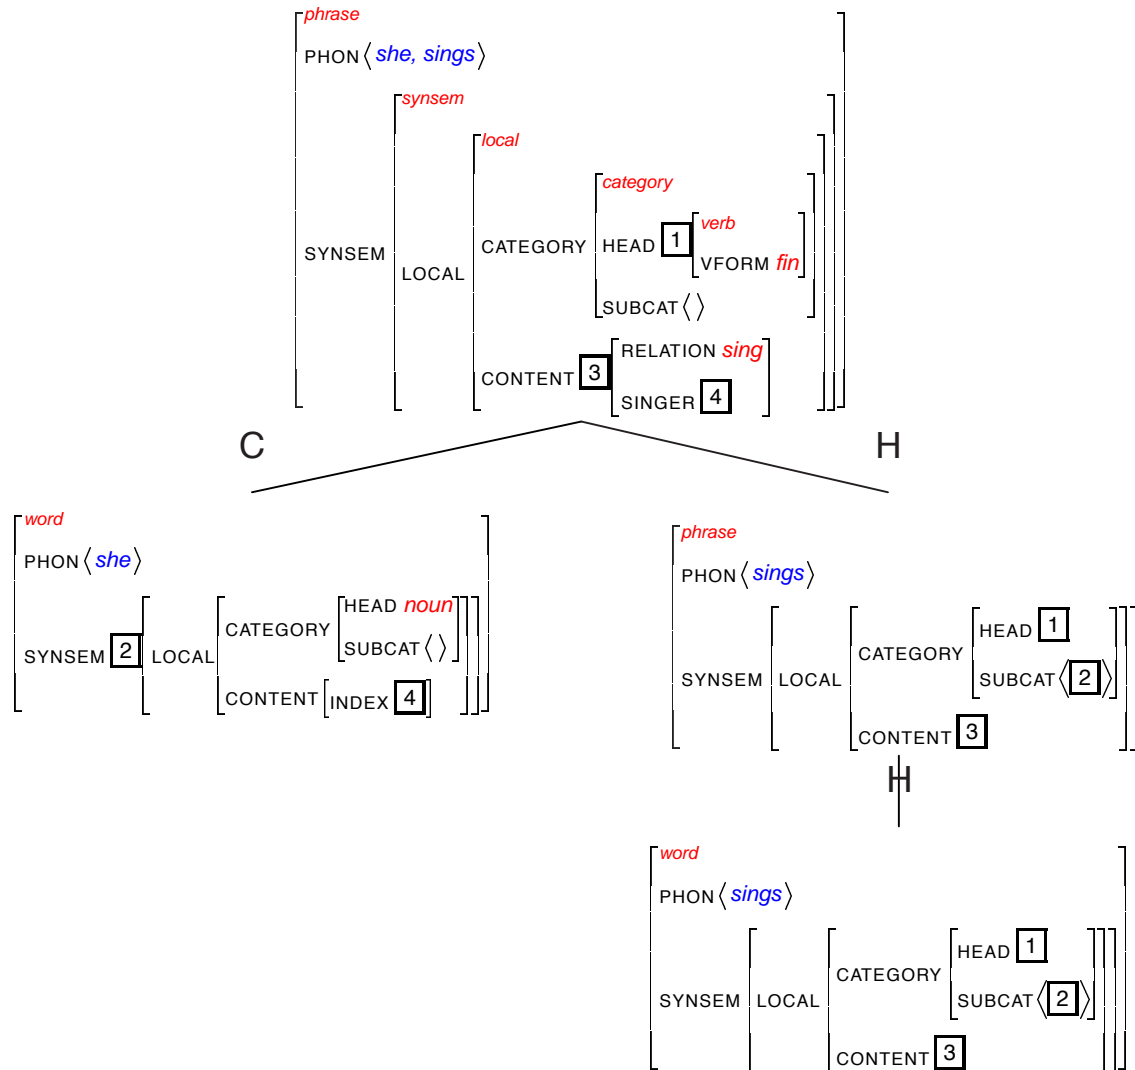 phrase
PHON ⟨she, sings⟩
synsem
local
category
verb
HEAD 1
VFORM fin
CATEGORY
SYNSEM
LOCAL
SUBCAT ⟨ ⟩
RELATION sing
CONTENT 3
SINGER 4
C H
word
PHON ⟨she⟩
HEAD noun
CATEGORY
SUBCAT ⟨ ⟩
SYNSEM 2 LOCAL
CONTENT [INDEX 4]
phrase
PHON ⟨sings⟩
HEAD 1
CATEGORY
SUBCAT ⟨2⟩
SYNSEM LOCAL
CONTENT 3
H
word
PHON ⟨sings⟩
HEAD 1
CATEGORY
SUBCAT ⟨2⟩
SYNSEM LOCAL
CONTENT 3